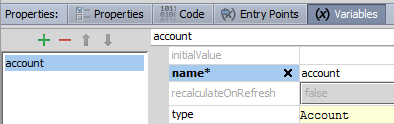 Properties: Properties Code Entry Points (x) Variables
account
account
initialValue
name* account
recalculateOnRefresh false
type Account